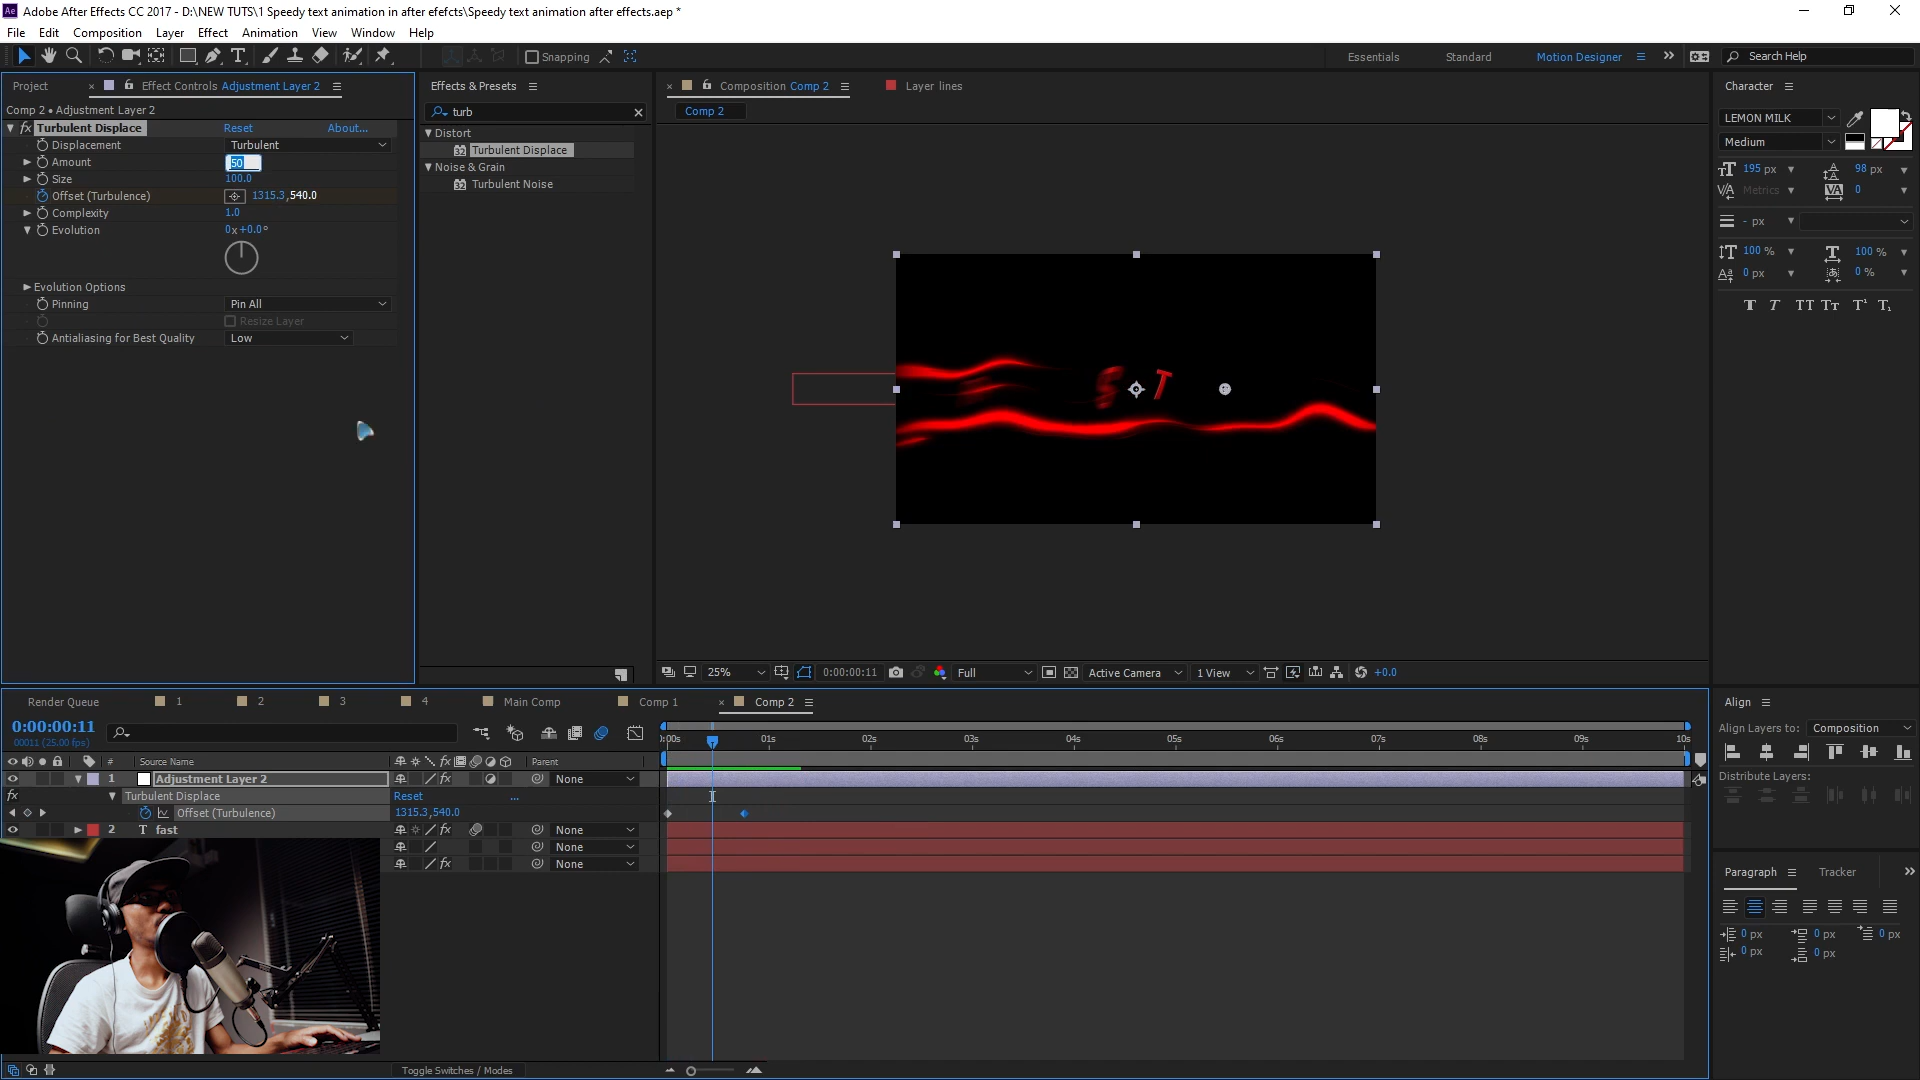 Adobe After Effects CC 2017 - D:\NEW TUTS\1 Speedy text animation in after efefcts\Speedy text animation after effects.aep *
File Edit Composition Layer Effect Animation View Window Help
Snapping Essentials Standard Motion Designer Search Help
Project Effect Controls Adjustment Layer 2
Comp 2 • Adjustment Layer 2
fx Turbulent Displace Reset About...
Displacement Turbulent
Amount 50
Size 100.0
Offset (Turbulence) 1315.3,540.0
Complexity 1.0
Evolution 0x+0.0°
Evolution Options
Pinning Pin All
Resize Layer
Antialiasing for Best Quality Low
Effects & Presets
turb
Distort
Turbulent Displace
Noise & Grain
Turbulent Noise
Composition Comp 2 Layer lines
Comp 2
S T
25% 0:00:00:11 Full Active Camera 1 View +0.0
Character
LEMON MILK
Medium
195 px 98 px
Metrics 0
- px
100 % 100 %
0 px 0 %
Render Queue 1 2 3 4 Main Comp Comp 1 Comp 2
0:00:00:11
00011 (25.00 fps)
# Source Name Parent
:00s 01s 02s 03s 04s 05s 06s 07s 08s 09s 10s
1 Adjustment Layer 2 None
fx Turbulent Displace Reset ...
Offset (Turbulence) 1315.3,540.0
2 T fast None
None
None
Toggle Switches / Modes
Align
Align Layers to: Composition
Distribute Layers:
Paragraph Tracker
0 px 0 px 0 px
0 px 0 px